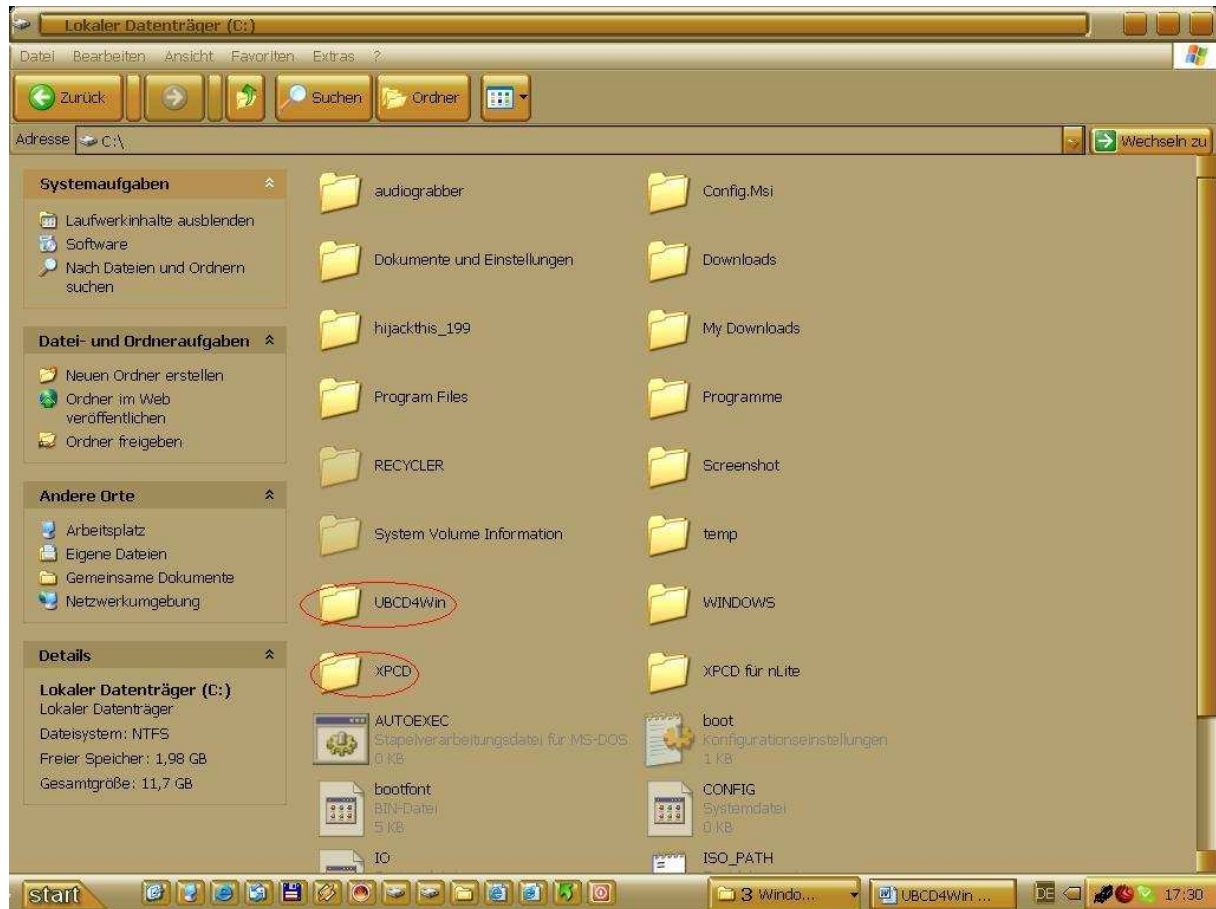 Lokaler Datenträger (C:)
Datei Bearbeiten Ansicht Favoriten Extras ?
Zurück Suchen Ordner
Adresse C:\ Wechseln zu
Systemaufgaben
Laufwerkinhalte ausblenden
Software
Nach Dateien und Ordnern
suchen
Datei- und Ordneraufgaben
Neuen Ordner erstellen
Ordner im Web
veröffentlichen
Ordner freigeben
Andere Orte
Arbeitsplatz
Eigene Dateien
Gemeinsame Dokumente
Netzwerkumgebung
Details
Lokaler Datenträger (C:)
Lokaler Datenträger
Dateisystem: NTFS
Freier Speicher: 1,98 GB
Gesamtgröße: 11,7 GB
audiograbber Config.Msi
Dokumente und Einstellungen Downloads
hijackthis_199 My Downloads
Program Files Programme
RECYCLER Screenshot
System Volume Information temp
UBCD4Win WINDOWS
XPCD XPCD für nLite
AUTOEXEC boot
Stapelverarbeitungsdatei für MS-DOS Konfigurationseinstellungen
0 KB 1 KB
bootfont CONFIG
BIN-Datei Systemdatei
5 KB 0 KB
IO ISO_PATH
start 3 Windo... UBCD4Win ... DE 17:30